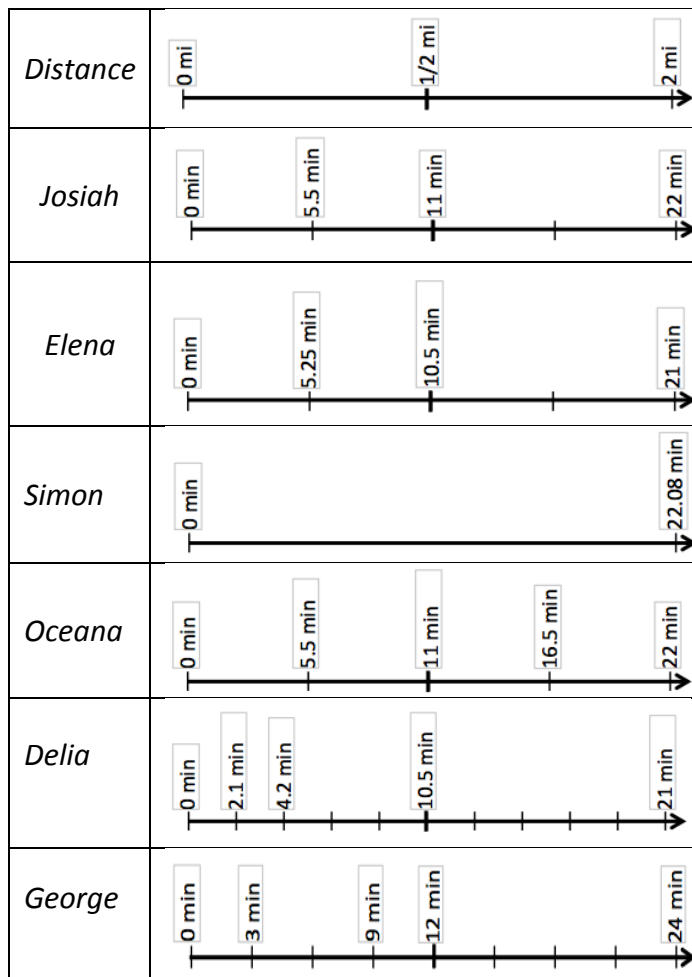 Distance
0 mi
1/2 mi
2 mi
Josiah
0 min
5.5 min
11 min
22 min
Elena
0 min
5.25 min
10.5 min
21 min
Simon
0 min
22.08 min
Oceana
0 min
5.5 min
11 min
16.5 min
22 min
Delia
0 min
2.1 min
4.2 min
10.5 min
21 min
George
0 min
3 min
9 min
12 min
24 min